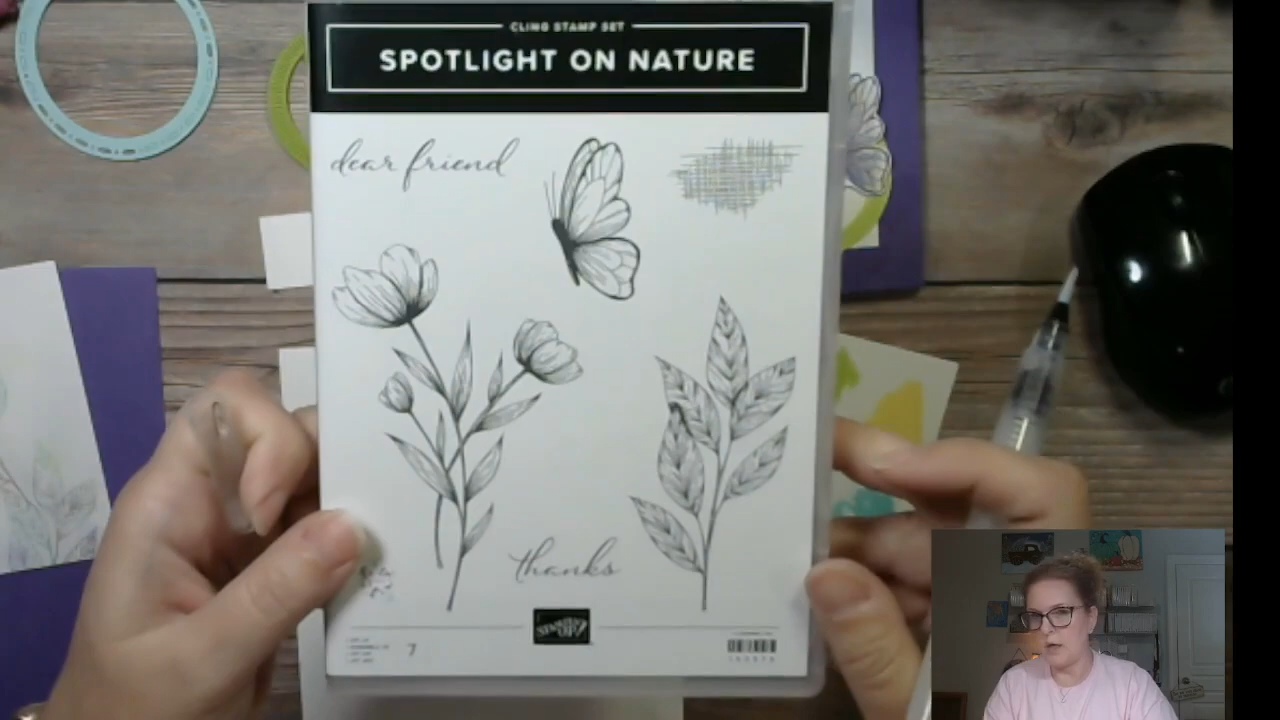 CLING STAMP SET
SPOTLIGHT ON NATURE
dear friend
thanks
STAMPIN' UP!
7